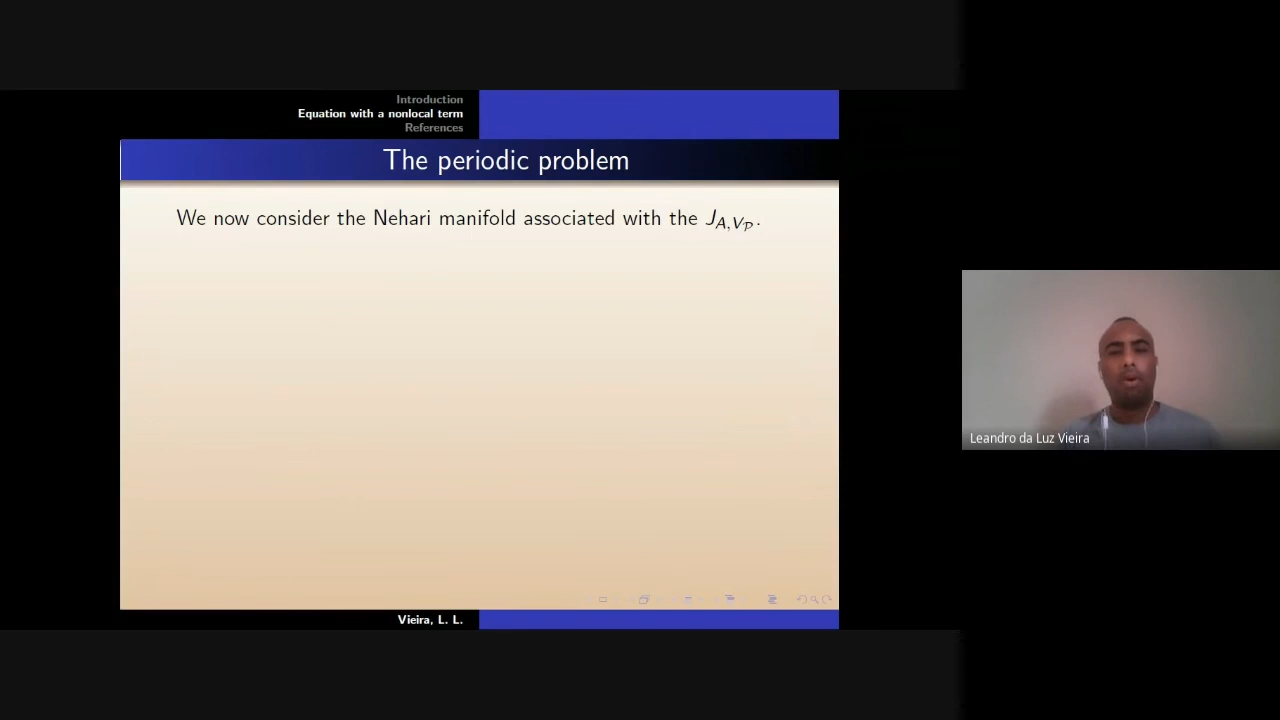 Introduction
Equation with a nonlocal term
References
The periodic problem
We now consider the Nehari manifold associated with the $J_{A,V_{\mathcal{P}}}$.
Leandro da Luz Vieira
Vieira, L. L.